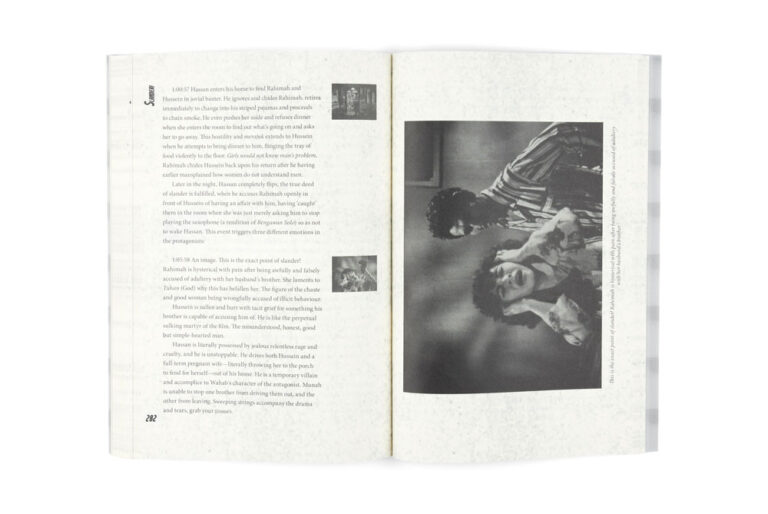 Slander
1:00:57 Hassan enters his home to find Rahimah and
Hussein in jovial banter. He ignores and chides Rahimah, retires
immediately to change into his striped pajamas and proceeds
to chain smoke. He even pushes her aside and refuses dinner
when she enters the room to find out what's going on and asks
her to go away. This hostility and merajuk extends to Hussein
when he attempts to bring dinner to him, flinging the tray of
food violently to the floor. Girls would not know man's problem,
Rahimah chides Hussein back upon his return after he having
earlier mansplained how women do not understand men.
Later in the night, Hassan completely flips, the true deed
of slander is fulfilled, when he accuses Rahimah openly in
front of Hussein of having an affair with him, having 'caught'
them in the room when she was just merely asking him to stop
playing the saxophone (a rendition of Bengawan Solo) so as not
to wake Hassan. This event triggers three different emotions in
the protagonists:
1:05:58 An image. This is the exact point of slander!
Rahimah is hysterical with pain after being awfully and falsely
accused of adultery with her husband's brother. She laments to
Tuhan (God) why this has befallen her. The figure of the chaste
and good woman being wrongfully accused of illicit behaviour.
Hussein is sullen and hurt with tacit grief for something his
brother is capable of accusing him of. He is like the perpetual
sulking martyr of the film. The misunderstood, honest, good
but simple-hearted man.
Hassan is literally possessed by jealous relentless rage and
cruelty, and he is unstoppable. He drives both Hussein and a
full-term pregnant wife—literally throwing her to the porch
to fend for herself—out of his home. He is a temporary villain
and accomplice to Wahab's character of the antagonist. Munah
is unable to stop one brother from driving them out, and the
other from leaving. Sweeping strings accompany the drama
and tears, grab your tissues.
202
This is the exact point of slander! Rahimah is hysterical with pain after being awfully and falsely accused of adultery
with her husband's brother.